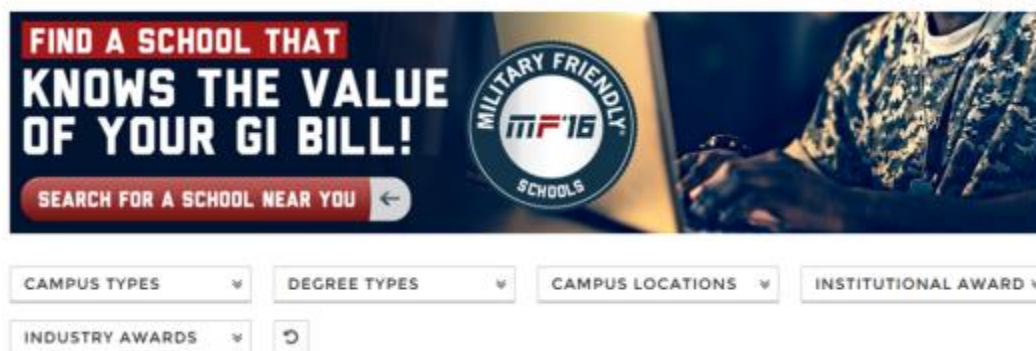 FIND A SCHOOL THAT
KNOWS THE VALUE
OF YOUR GI BILL!
SEARCH FOR A SCHOOL NEAR YOU
MILITARY FRIENDLY®
MF'16
SCHOOLS
CAMPUS TYPES
DEGREE TYPES
CAMPUS LOCATIONS
INSTITUTIONAL AWARD
INDUSTRY AWARDS